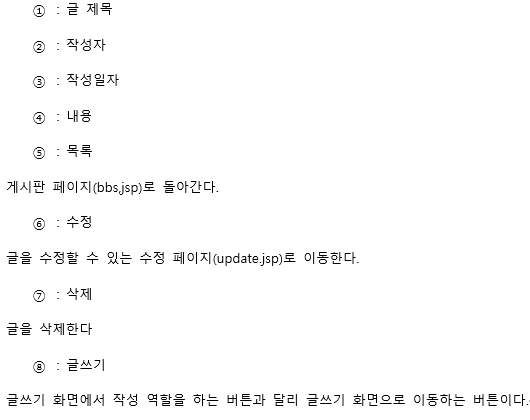 ① : 글 제목
② : 작성자
③ : 작성일자
④ : 내용
⑤ : 목록
게시판 페이지(bbs.jsp)로 돌아간다.
⑥ : 수정
글을 수정할 수 있는 수정 페이지(update.jsp)로 이동한다.
⑦ : 삭제
글을 삭제한다
⑧ : 글쓰기
글쓰기 화면에서 작성 역할을 하는 버튼과 달리 글쓰기 화면으로 이동하는 버튼이다.